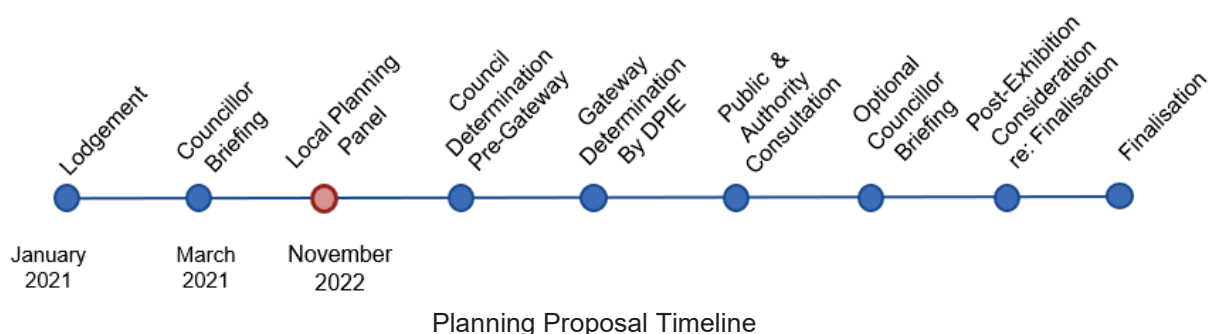 Lodgement
Councillor
Briefing
Local Planning
Panel
Council
Determination
Pre-Gateway
Gateway
Determination
By DPIE
Public &
Authority
Consultation
Optional
Councillor
Briefing
Post-Exhibition
Consideration
re: Finalisation
Finalisation
January
2021
March
2021
November
2022
Planning Proposal Timeline